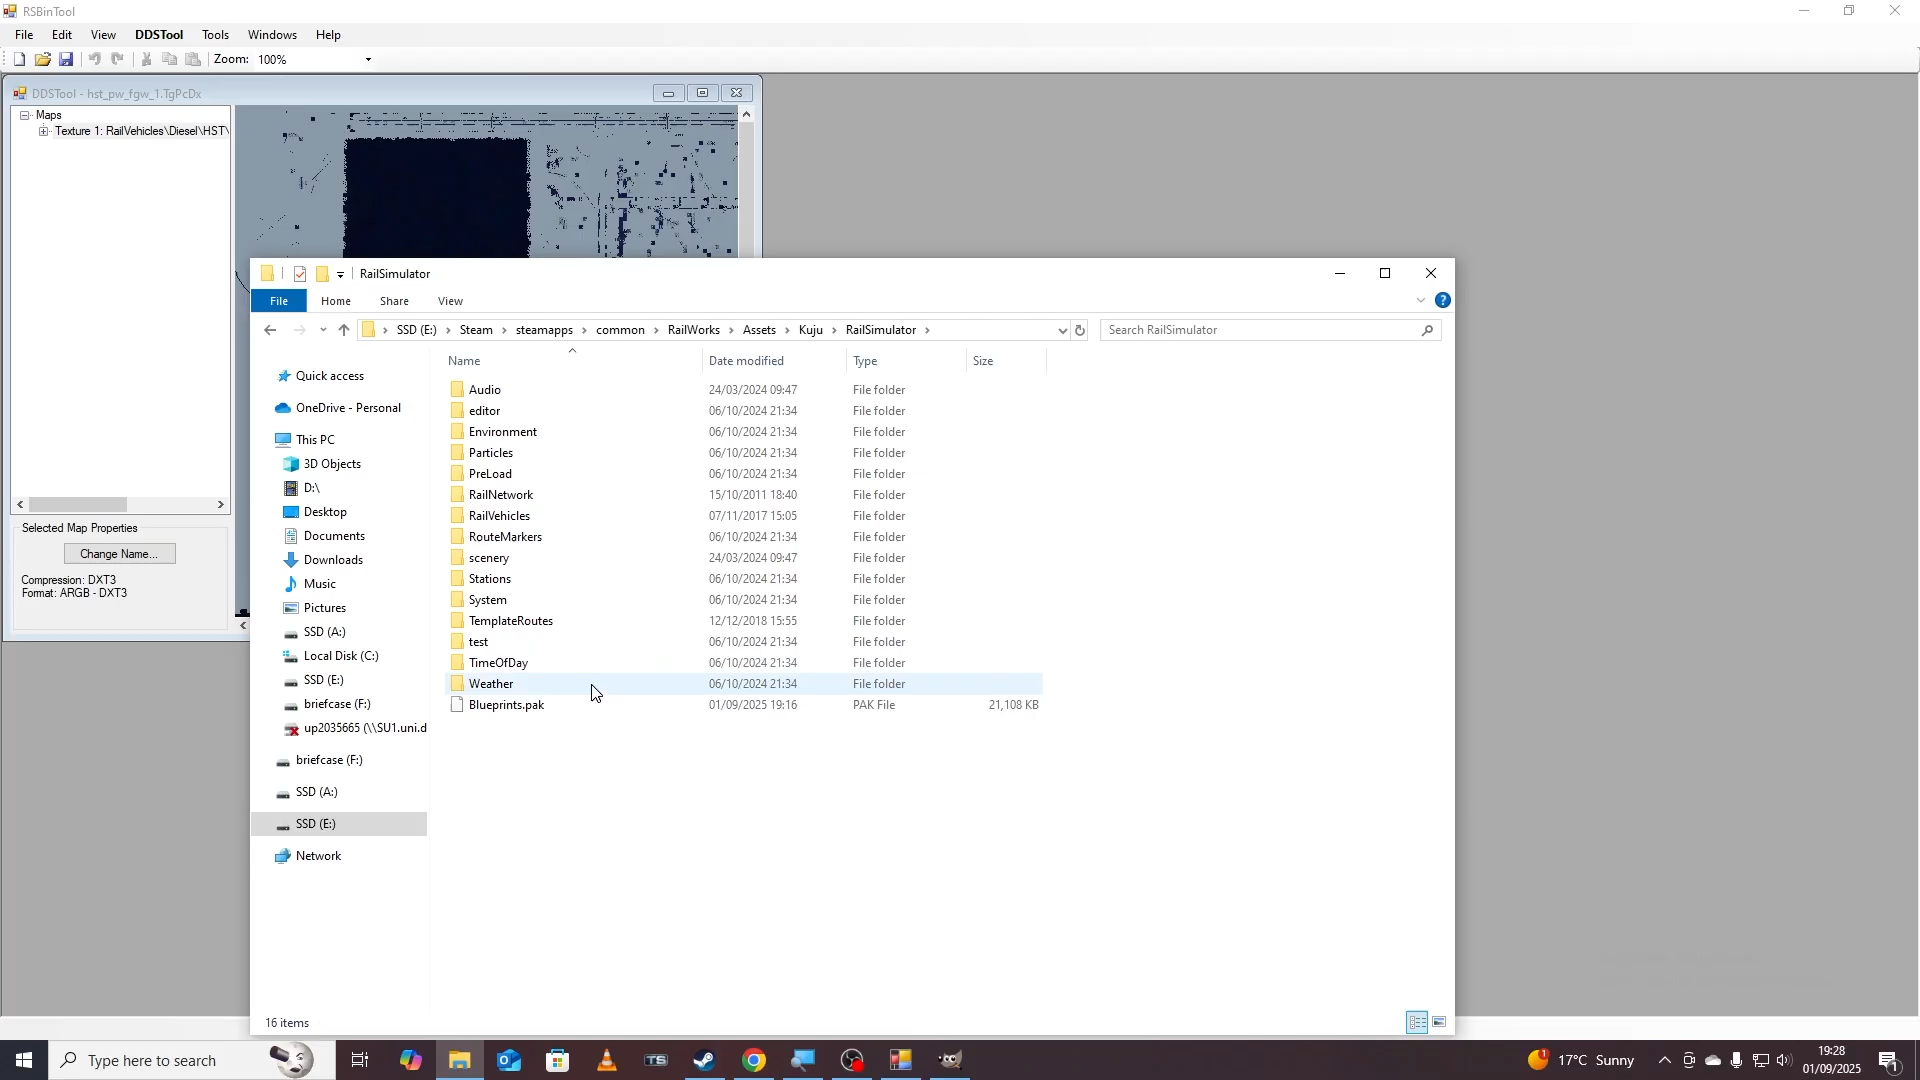 RSBinTool
File Edit View DDSTool Tools Windows Help
Zoom: 100%
DDSTool - hst_pw_fgw_1.TgPcDx
Maps
Texture 1: RailVehicles\Diesel\HST\
Selected Map Properties
Change Name...
Compression: DXT3
Format: ARGB - DXT3
RailSimulator
File Home Share View
SSD (E:) Steam steamapps common RailWorks Assets Kuju RailSimulator
Search RailSimulator
Name Date modified Type Size
Quick access
OneDrive - Personal
This PC
3D Objects
D:\
Desktop
Documents
Downloads
Music
Pictures
SSD (A:)
Local Disk (C:)
SSD (E:)
briefcase (F:)
up2035665 (\\SU1.uni.d
briefcase (F:)
SSD (A:)
SSD (E:)
Network
Audio 24/03/2024 09:47 File folder
editor 06/10/2024 21:34 File folder
Environment 06/10/2024 21:34 File folder
Particles 06/10/2024 21:34 File folder
PreLoad 06/10/2024 21:34 File folder
RailNetwork 15/10/2011 18:40 File folder
RailVehicles 07/11/2017 15:05 File folder
RouteMarkers 06/10/2024 21:34 File folder
scenery 24/03/2024 09:47 File folder
Stations 06/10/2024 21:34 File folder
System 06/10/2024 21:34 File folder
TemplateRoutes 12/12/2018 15:55 File folder
test 06/10/2024 21:34 File folder
TimeOfDay 06/10/2024 21:34 File folder
Weather 06/10/2024 21:34 File folder
Blueprints.pak 01/09/2025 19:16 PAK File 21,108 KB
16 items
Type here to search
TS
1
17°C Sunny
19:28
01/09/2025
1